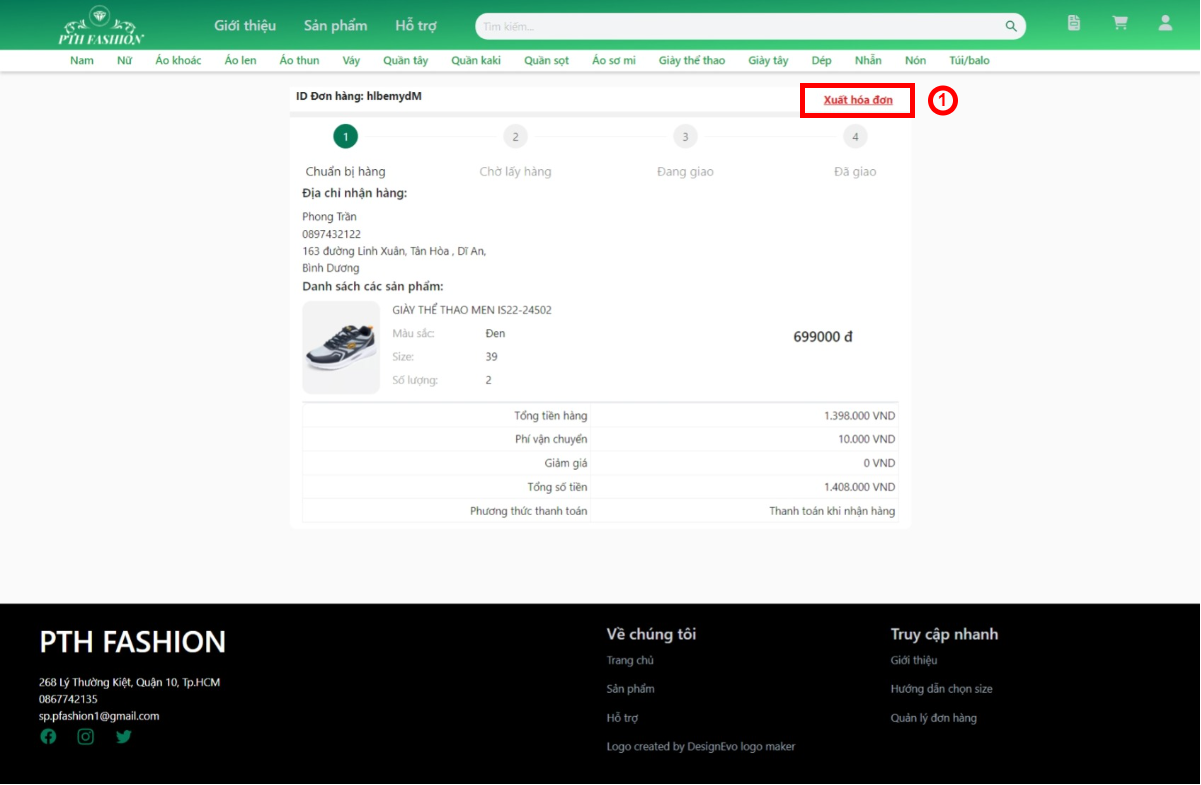 PTH FASHION
Giới thiệu Sản phẩm Hỗ trợ Tìm kiếm...
Nam Nữ Áo khoác Áo len Áo thun Váy Quần tây Quần kaki Quần sọt Áo sơ mi Giày thể thao Giày tây Dép Nhẫn Nón Túi/balo
ID Đơn hàng: hlbemydM Xuất hóa đơn 1
1 2 3 4
Chuẩn bị hàng Chờ lấy hàng Đang giao Đã giao
Địa chỉ nhận hàng:
Phong Trần
0897432122
163 đường Linh Xuân, Tân Hòa , Dĩ An,
Bình Dương
Danh sách các sản phẩm:
GIÀY THỂ THAO MEN IS22-24502
Màu sắc: Đen
699000 đ
Size: 39
Số lượng: 2
Tổng tiền hàng 1.398.000 VND
Phí vận chuyển 10.000 VND
Giảm giá 0 VND
Tổng số tiền 1.408.000 VND
Phương thức thanh toán Thanh toán khi nhận hàng
PTH FASHION
268 Lý Thường Kiệt, Quận 10, Tp.HCM
0867742135
sp.pfashion1@gmail.com
Về chúng tôi
Trang chủ
Sản phẩm
Hỗ trợ
Logo created by DesignEvo logo maker
Truy cập nhanh
Giới thiệu
Hướng dẫn chọn size
Quản lý đơn hàng